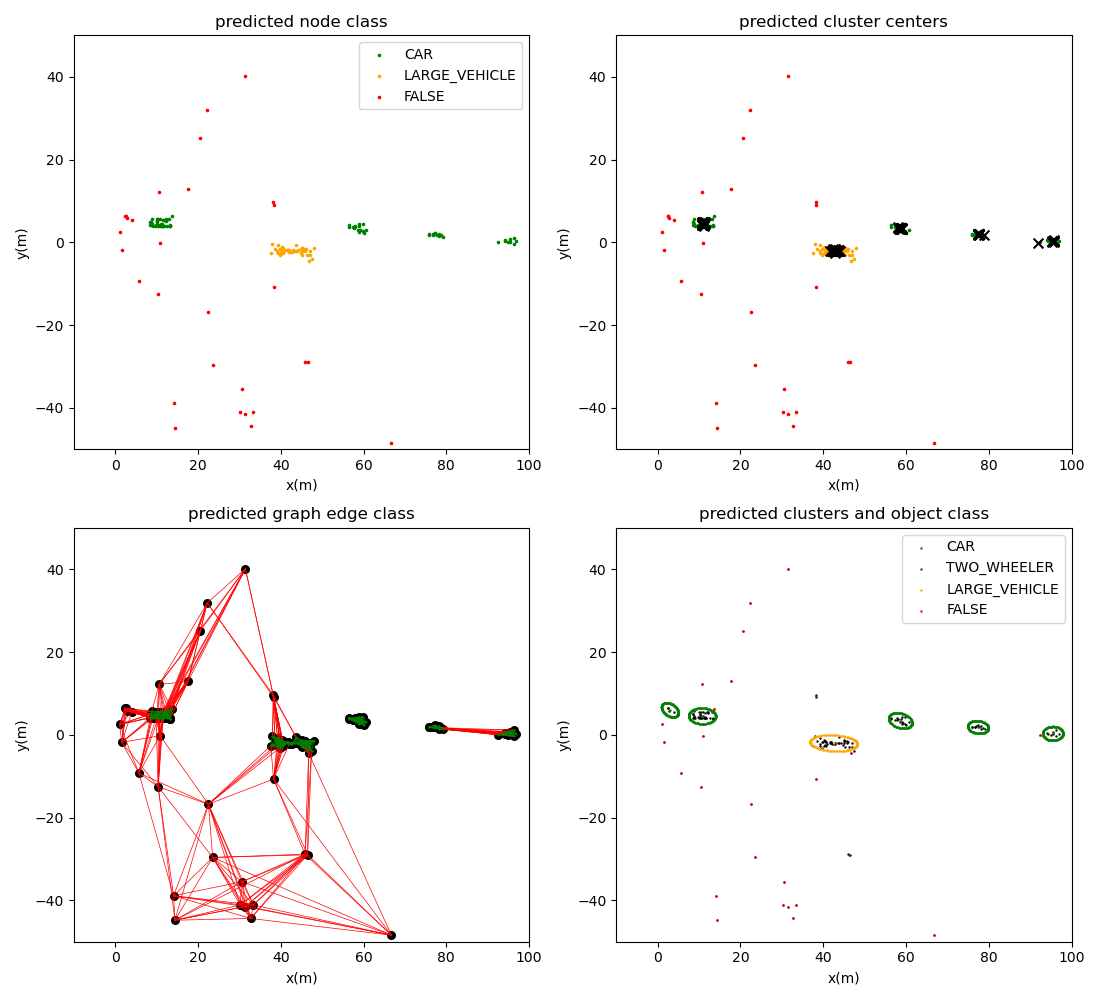 predicted node class
CAR
LARGE_VEHICLE
FALSE
40
20
0
−20
−40
y(m)
0 20 40 60 80 100
x(m)
predicted cluster centers
40
20
0
−20
−40
y(m)
0 20 40 60 80 100
x(m)
predicted graph edge class
40
20
0
−20
−40
y(m)
0 20 40 60 80 100
x(m)
predicted clusters and object class
CAR
TWO_WHEELER
LARGE_VEHICLE
FALSE
40
20
0
−20
−40
y(m)
0 20 40 60 80 100
x(m)